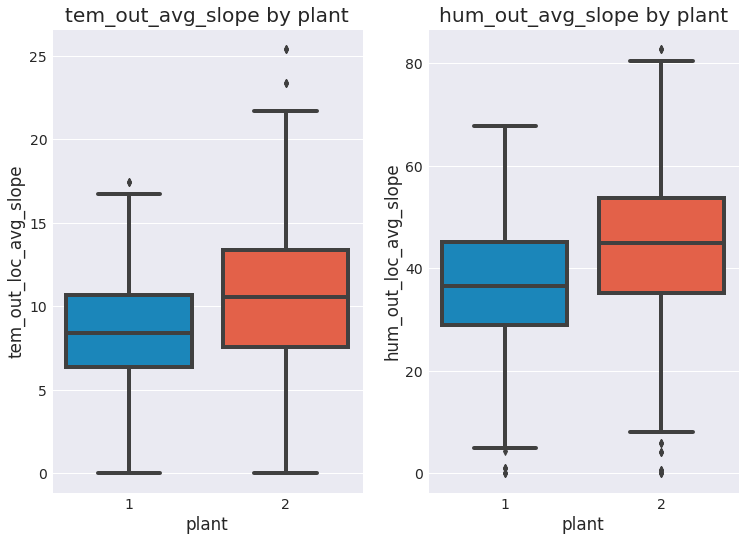 tem_out_avg_slope by plant
25
20
15
10
5
0
tem_out_loc_avg_slope
1
2
plant
hum_out_avg_slope by plant
80
60
40
20
0
hum_out_loc_avg_slope
1
2
plant